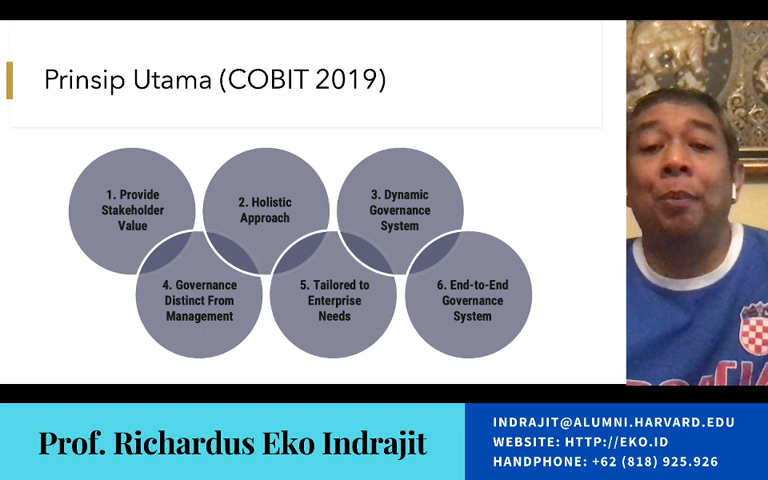 Prinsip Utama (COBIT 2019)
1. Provide
Stakeholder
Value
2. Holistic
Approach
3. Dynamic
Governance
System
4. Governance
Distinct From
Management
5. Tailored to
Enterprise
Needs
6. End-to-End
Governance
System
Prof. Richardus Eko Indrajit
INDRAJIT@ALUMNI.HARVARD.EDU
WEBSITE: HTTP://EKO.ID
HANDPHONE: +62 (818) 925.926